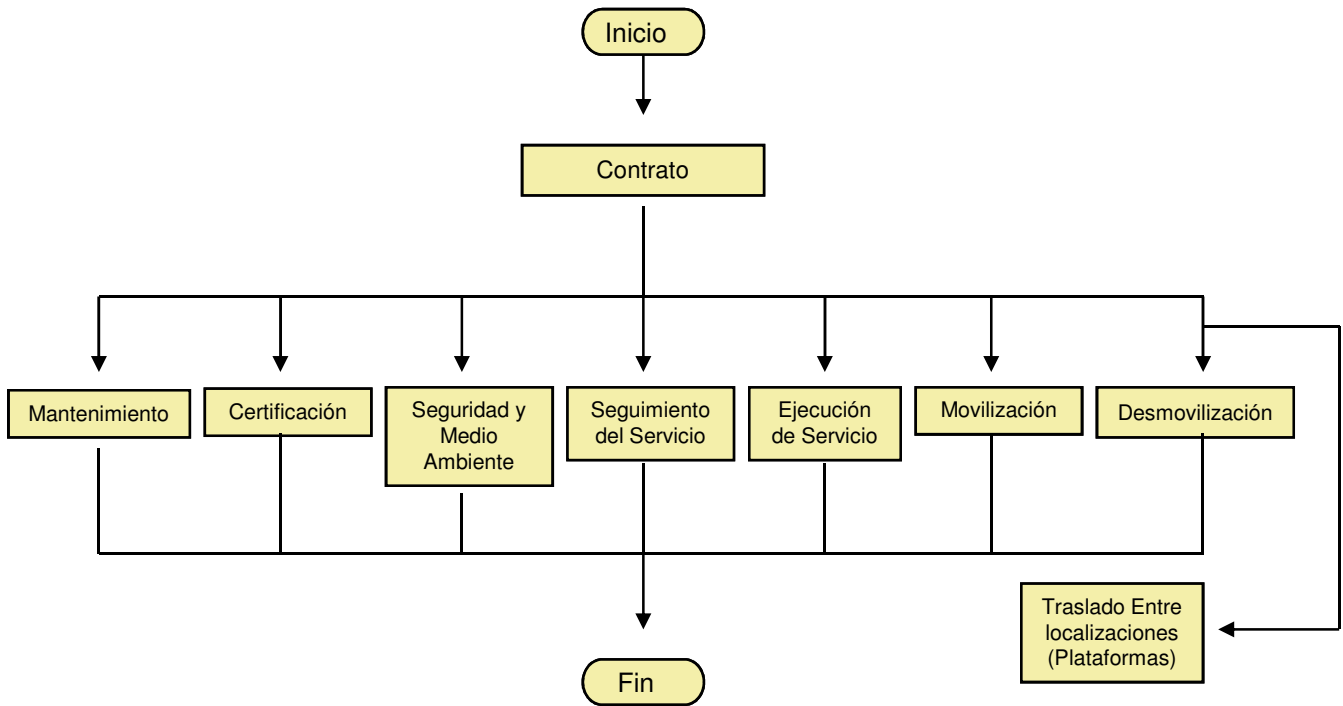 Inicio
Contrato
Mantenimiento
Certificación
Seguridad y
Medio
Ambiente
Seguimiento
del Servicio
Ejecución
de Servicio
Movilización
Desmovilización
Traslado Entre
localizaciones
(Plataformas)
Fin